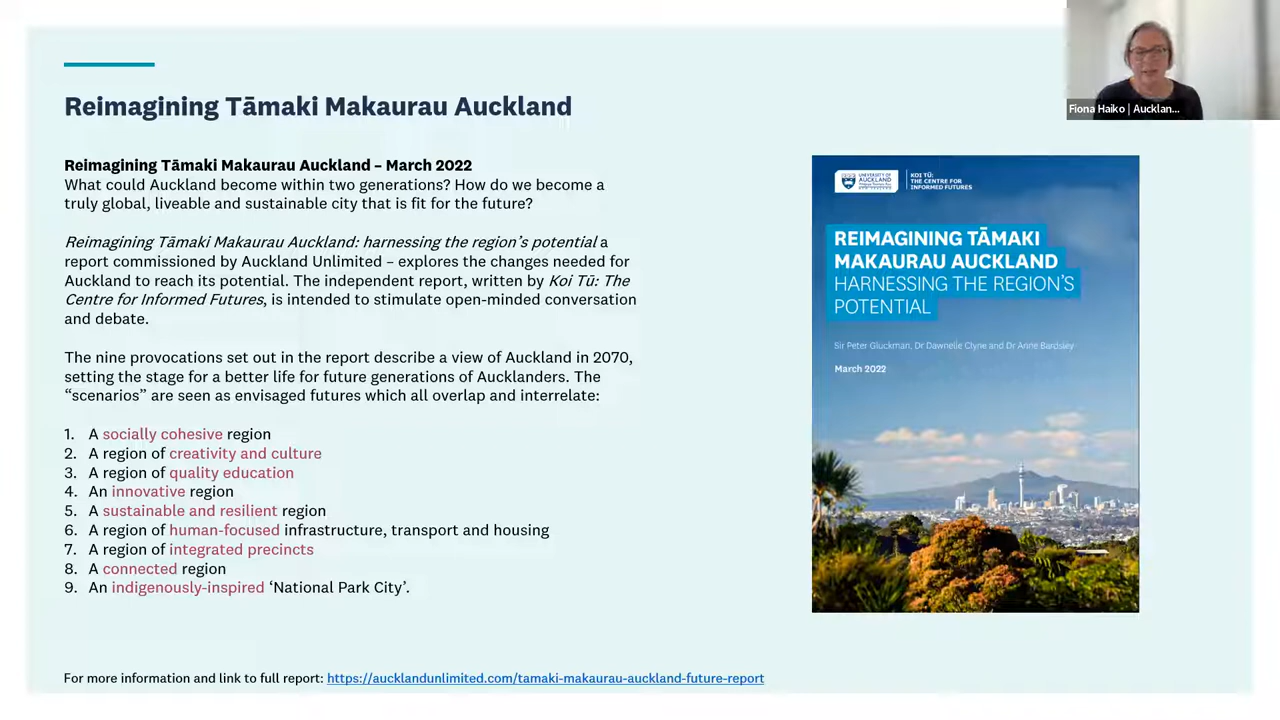 Reimagining Tāmaki Makaurau Auckland
Reimagining Tāmaki Makaurau Auckland – March 2022
What could Auckland become within two generations? How do we become a
truly global, liveable and sustainable city that is fit for the future?
Reimagining Tāmaki Makaurau Auckland: harnessing the region's potential a
report commissioned by Auckland Unlimited – explores the changes needed for
Auckland to reach its potential. The independent report, written by Koi Tū: The
Centre for Informed Futures, is intended to stimulate open-minded conversation
and debate.
The nine provocations set out in the report describe a view of Auckland in 2070,
setting the stage for a better life for future generations of Aucklanders. The
“scenarios” are seen as envisaged futures which all overlap and interrelate:
1. A socially cohesive region
2. A region of creativity and culture
3. A region of quality education
4. An innovative region
5. A sustainable and resilient region
6. A region of human-focused infrastructure, transport and housing
7. A region of integrated precincts
8. A connected region
9. An indigenously-inspired ‘National Park City’.
For more information and link to full report: https://aucklandunlimited.com/tamaki-makaurau-auckland-future-report
UNIVERSITY OF
AUCKLAND
KOI TŪ:
THE CENTRE FOR
INFORMED FUTURES
REIMAGINING TĀMAKI
MAKAURAU AUCKLAND
HARNESSING THE REGION'S
POTENTIAL
Sir Peter Gluckman, Dr Dawnelle Clyne and Dr Anne Bardsley
March 2022
Fiona Haiko | Aucklan...